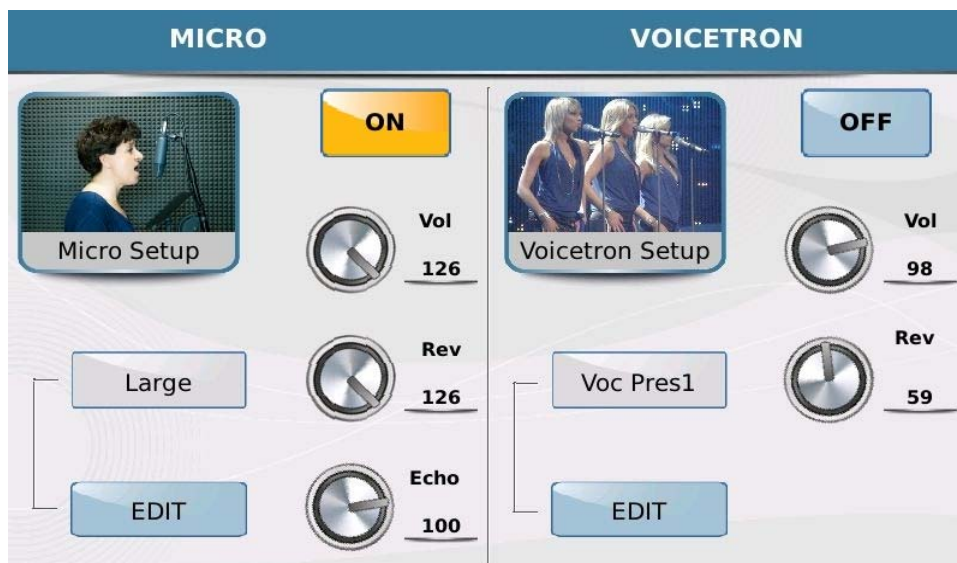 MICRO
VOICETRON
Micro Setup
ON
Vol
126
Large
Rev
126
EDIT
Echo
100
Voicetron Setup
OFF
Vol
98
Voc Pres1
Rev
59
EDIT